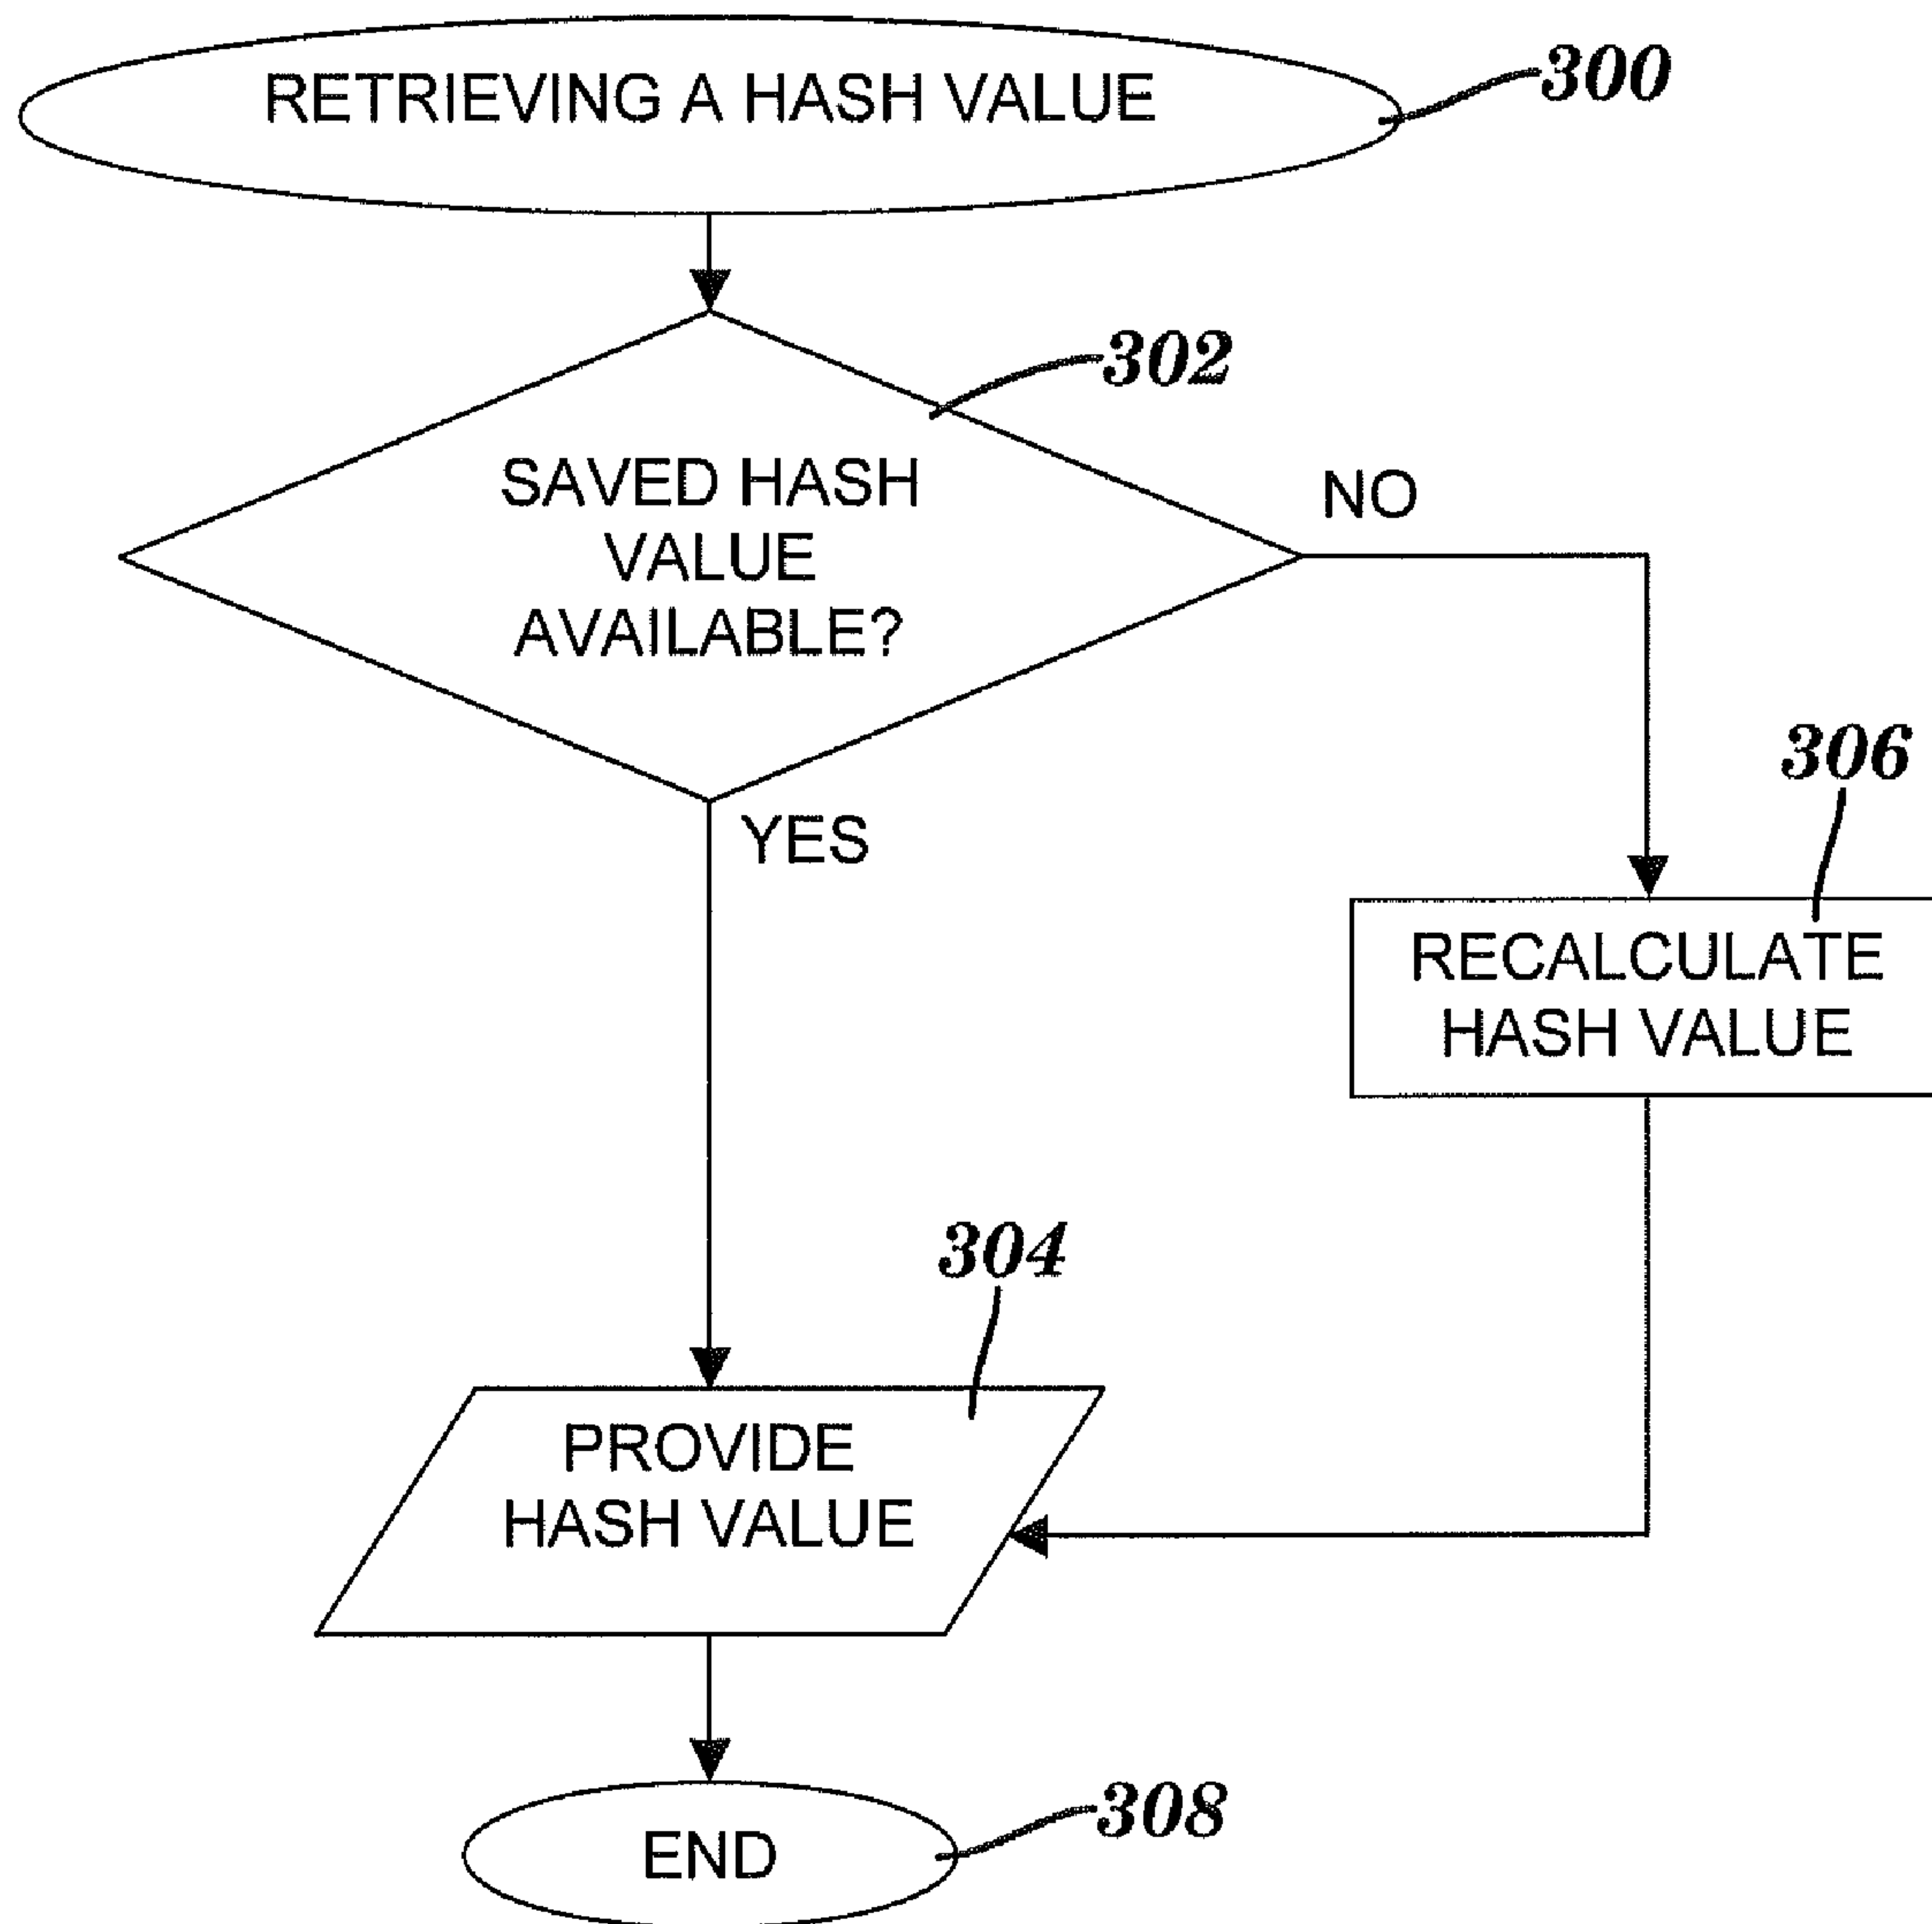 RETRIEVING A HASH VALUE
300
302
SAVED HASH
VALUE
AVAILABLE?
NO
YES
306
RECALCULATE
HASH VALUE
304
PROVIDE
HASH VALUE
END
308